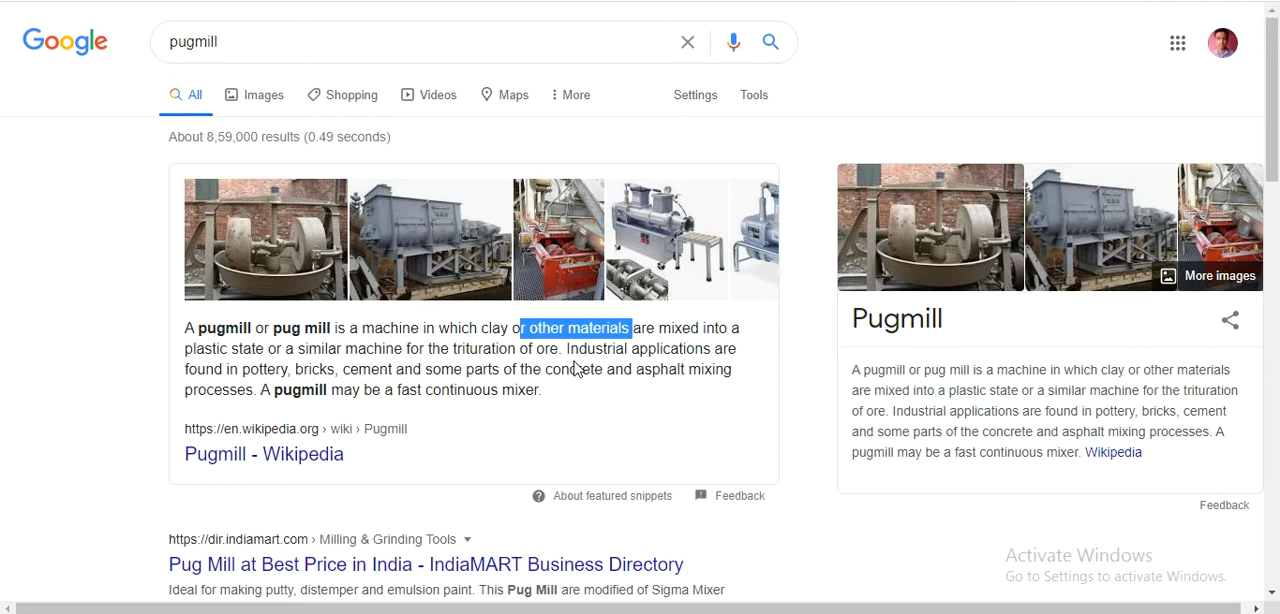 Google
pugmill
All Images Shopping Videos Maps More Settings Tools
About 8,59,000 results (0.49 seconds)
A pugmill or pug mill is a machine in which clay or other materials are mixed into a
plastic state or a similar machine for the trituration of ore. Industrial applications are
found in pottery, bricks, cement and some parts of the concrete and asphalt mixing
processes. A pugmill may be a fast continuous mixer.
https://en.wikipedia.org › wiki › Pugmill
Pugmill - Wikipedia
About featured snippets Feedback
https://dir.indiamart.com › Milling & Grinding Tools
Pug Mill at Best Price in India - IndiaMART Business Directory
Ideal for making putty, distemper and emulsion paint. This Pug Mill are modified of Sigma Mixer
More images
Pugmill
A pugmill or pug mill is a machine in which clay or other materials
are mixed into a plastic state or a similar machine for the trituration
of ore. Industrial applications are found in pottery, bricks, cement
and some parts of the concrete and asphalt mixing processes. A
pugmill may be a fast continuous mixer. Wikipedia
Feedback
Activate Windows
Go to Settings to activate Windows.